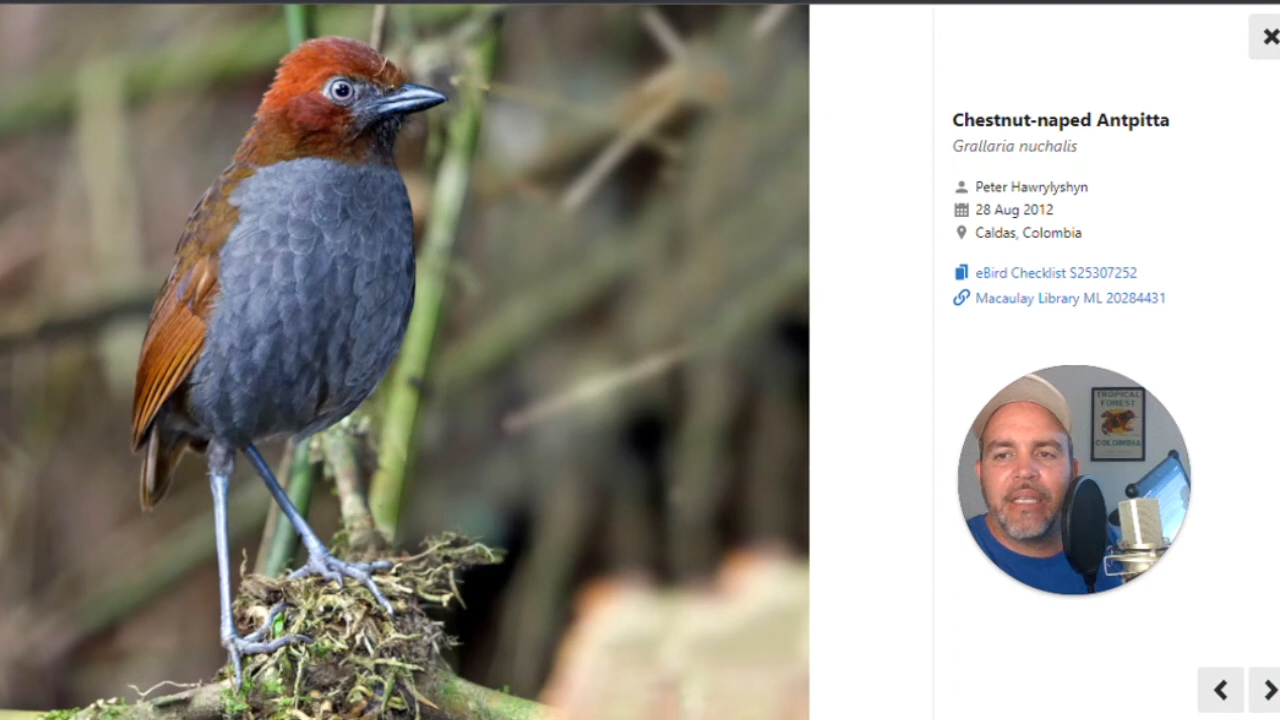 Chestnut-naped Antpitta
Grallaria nuchalis
Peter Hawrylyshyn
28 Aug 2012
Caldas, Colombia
eBird Checklist S25307252
Macaulay Library ML 20284431
TROPICAL
FOREST
COLOMBIA